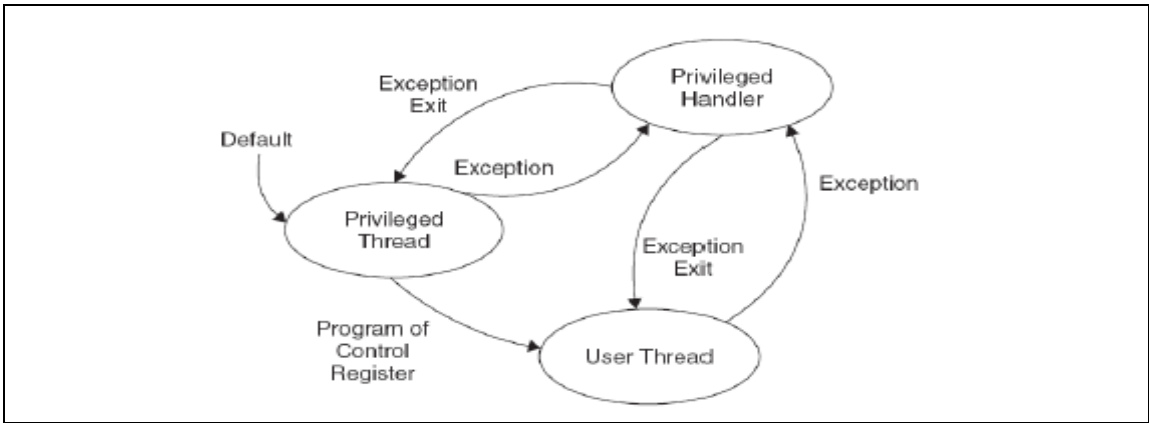 Privileged
Handler
Exception
Exit
Default
Exception
Exception
Privileged
Thread
Exception
Exit
Program of
Control
Register
User Thread